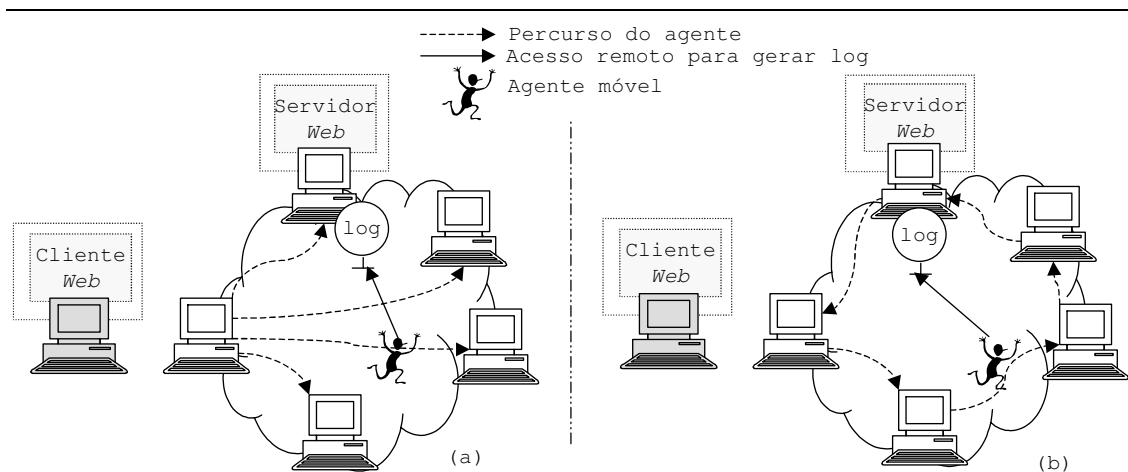 Percurso do agente
Acesso remoto para gerar log
Agente móvel
Servidor
Web
log
Cliente
Web
(a)
Servidor
Web
log
Cliente
Web
(b)